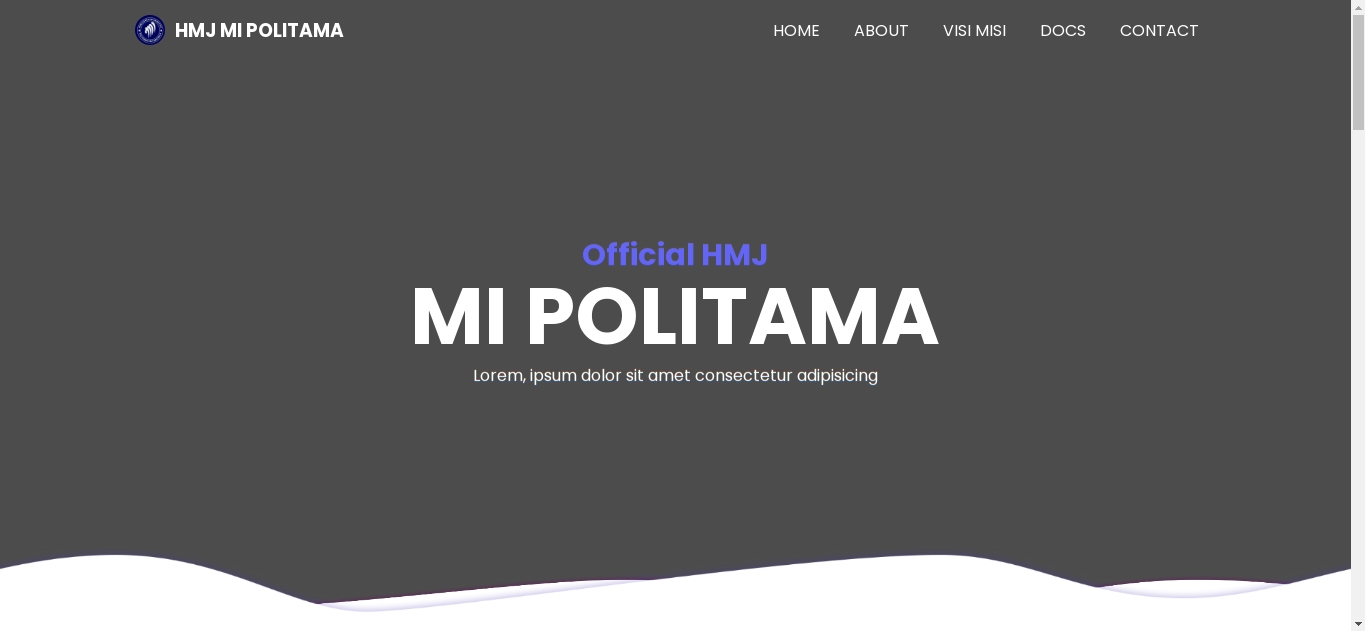 HMJ MI POLITAMA
HOME ABOUT VISI MISI DOCS CONTACT
Official HMJ
MI POLITAMA
Lorem, ipsum dolor sit amet consectetur adipisicing